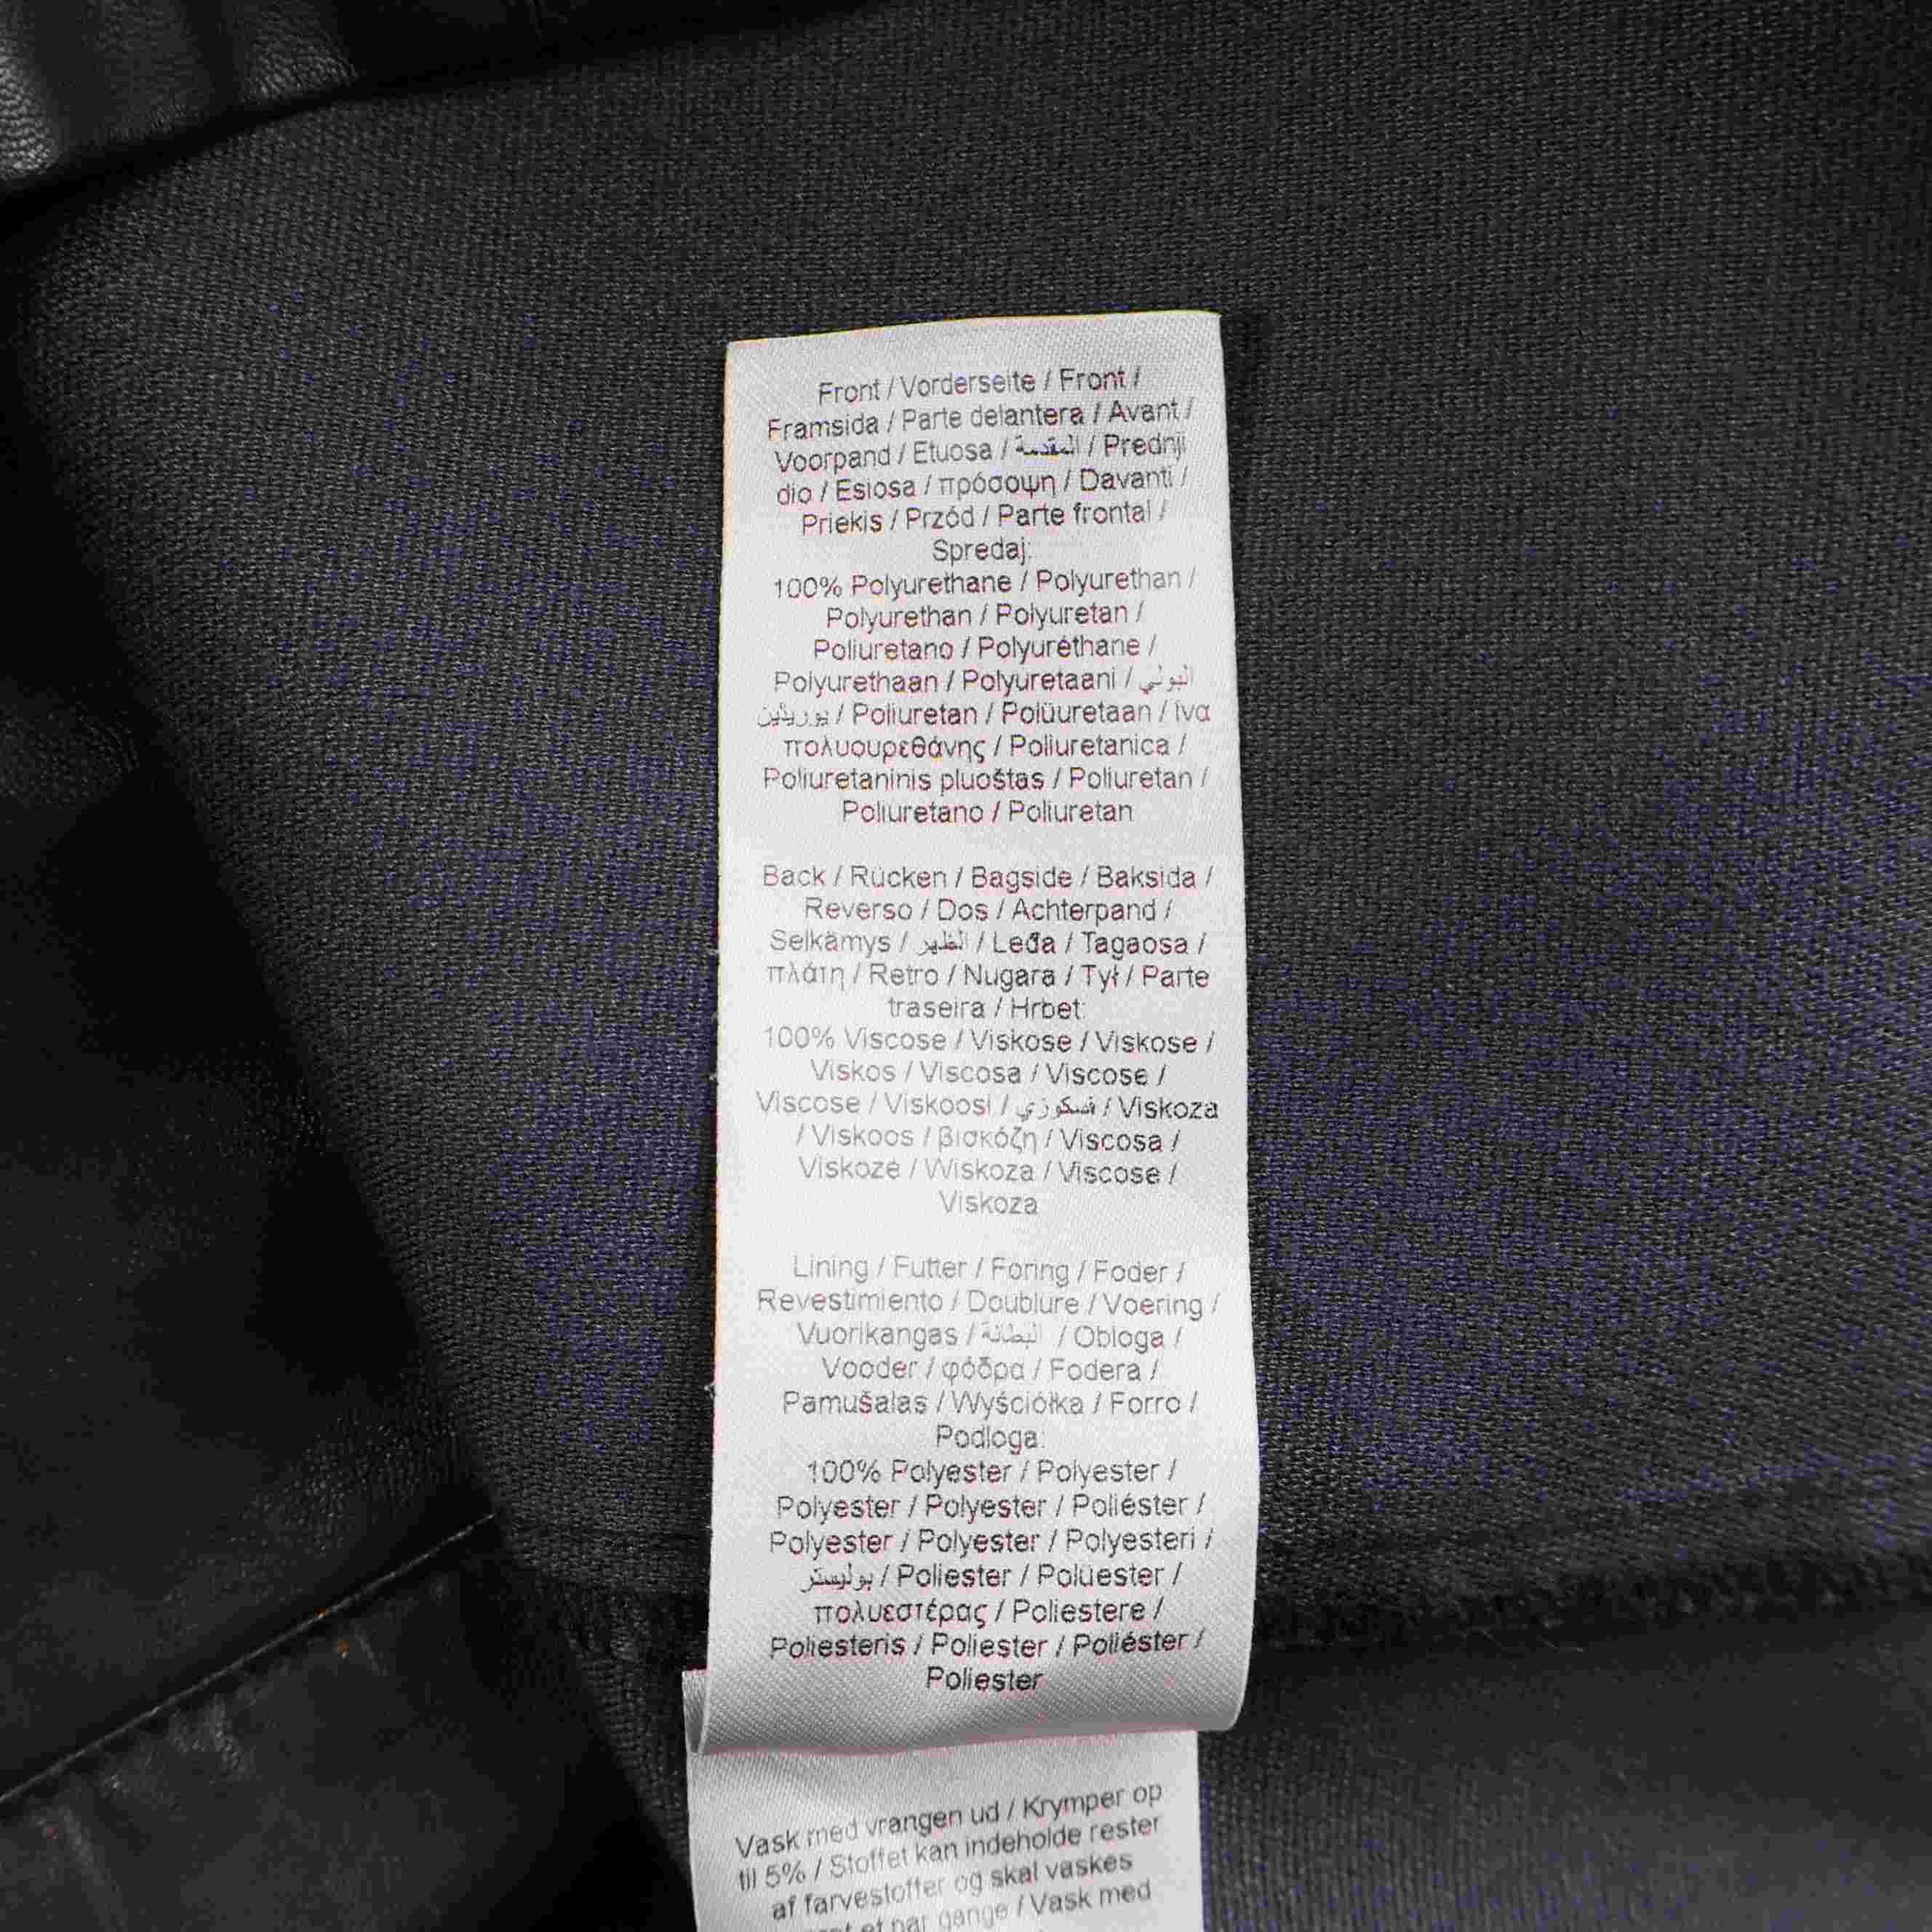 Front / Vorderseite / Front /
Framsida / Parte delantera / Avant /
Voorpand / Etuosa / المقدمة / Prednji
dio / Esiosa / πρόσοψη / Davanti /
Priekis / Przód / Parte frontal /
Spredaj:
100% Polyurethane / Polyurethan /
Polyurethan / Polyuretan /
Poliuretano / Polyuréthane /
Polyurethaan / Polyuretaani / البولي
يوريثين / Poliuretan / Polüuretaan / ίνα
πολυουρεθάνης / Poliuretanica /
Poliuretaninis pluoštas / Poliuretan /
Poliuretano / Poliuretan
Back / Rücken / Bagside / Baksida /
Reverso / Dos / Achterpand /
Selkämys / الظهر / Leđa / Tagaosa /
πλάτη / Retro / Nugara / Tył / Parte
traseira / Hrbet:
100% Viscose / Viskose / Viskose /
Viskos / Viscosa / Viscose /
Viscose / Viskoosi / فسكوزي / Viskoza
/ Viskoos / βισκόζη / Viscosa /
Viskozė / Wiskoza / Viscose /
Viskoza
Lining / Futter / Foring / Foder /
Revestimiento / Doublure / Voering /
Vuorikangas / البطانة / Obloga /
Vooder / φόδρα / Fodera /
Pamušalas / Wyściółka / Forro /
Podloga:
100% Polyester / Polyester /
Polyester / Polyester / Poliéster /
Polyester / Polyester / Polyesteri /
بوليستر / Poliester / Polüester /
πολυεστέρας / Poliestere /
Poliesteris / Poliester / Poliéster /
Poliester
Vask med vrangen ud / Krymper op
til 5% / Stoffet kan indeholde rester
af farvestoffer og skal vaskes
et par gange / Vask med